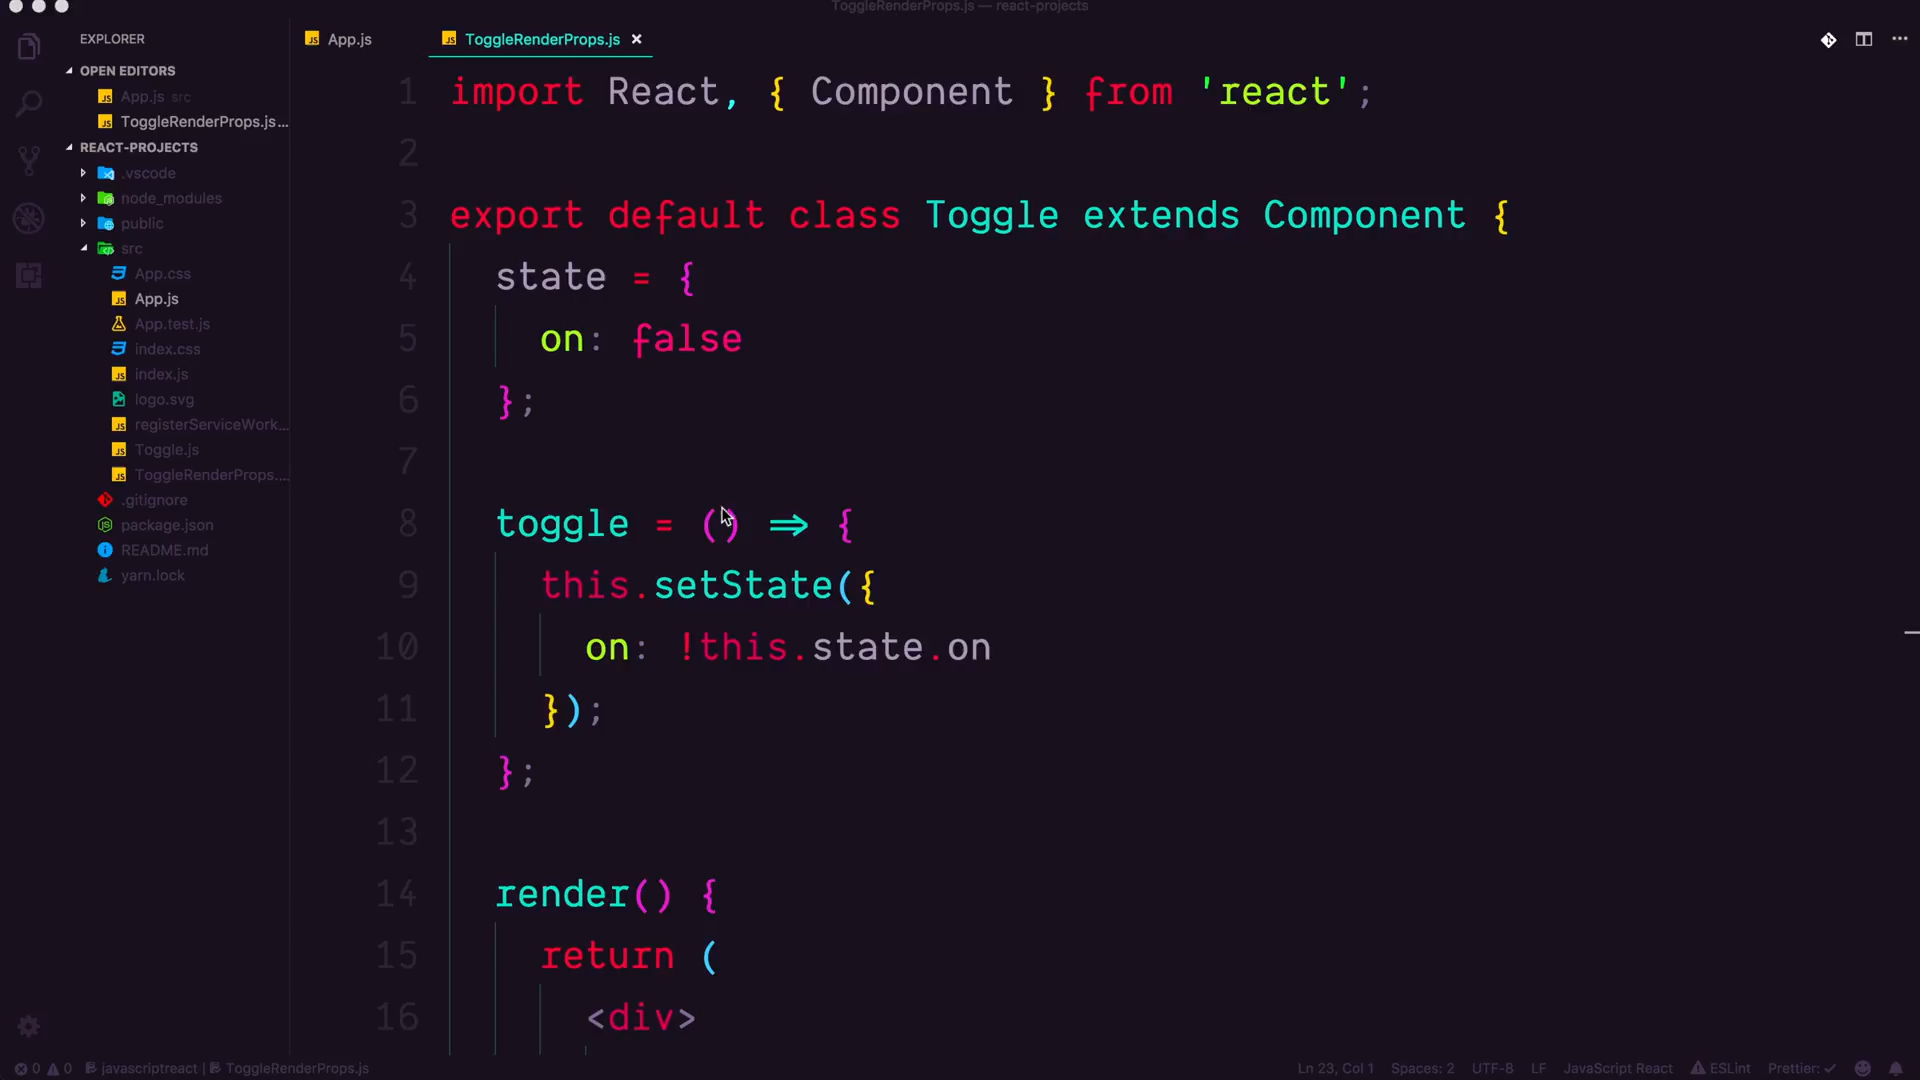 ToggleRenderProps.js — react-projects
EXPLORER
OPEN EDITORS
App.js src
ToggleRenderProps.js...
REACT-PROJECTS
.vscode
node_modules
public
src
App.css
App.js
App.test.js
index.css
index.js
logo.svg
registerServiceWork...
Toggle.js
ToggleRenderProps....
.gitignore
package.json
README.md
yarn.lock
App.js
ToggleRenderProps.js
1 import React, { Component } from 'react';
2
3 export default class Toggle extends Component {
4 state = {
5 on: false
6 };
7
8 toggle = () => {
9 this.setState({
10 on: !this.state.on
11 });
12 };
13
14 render() {
15 return (
16 <div>
0 0 javascriptreact | ToggleRenderProps.js
Ln 23, Col 1 Spaces: 2 UTF-8 LF JavaScript React ESLint Prettier: ✓